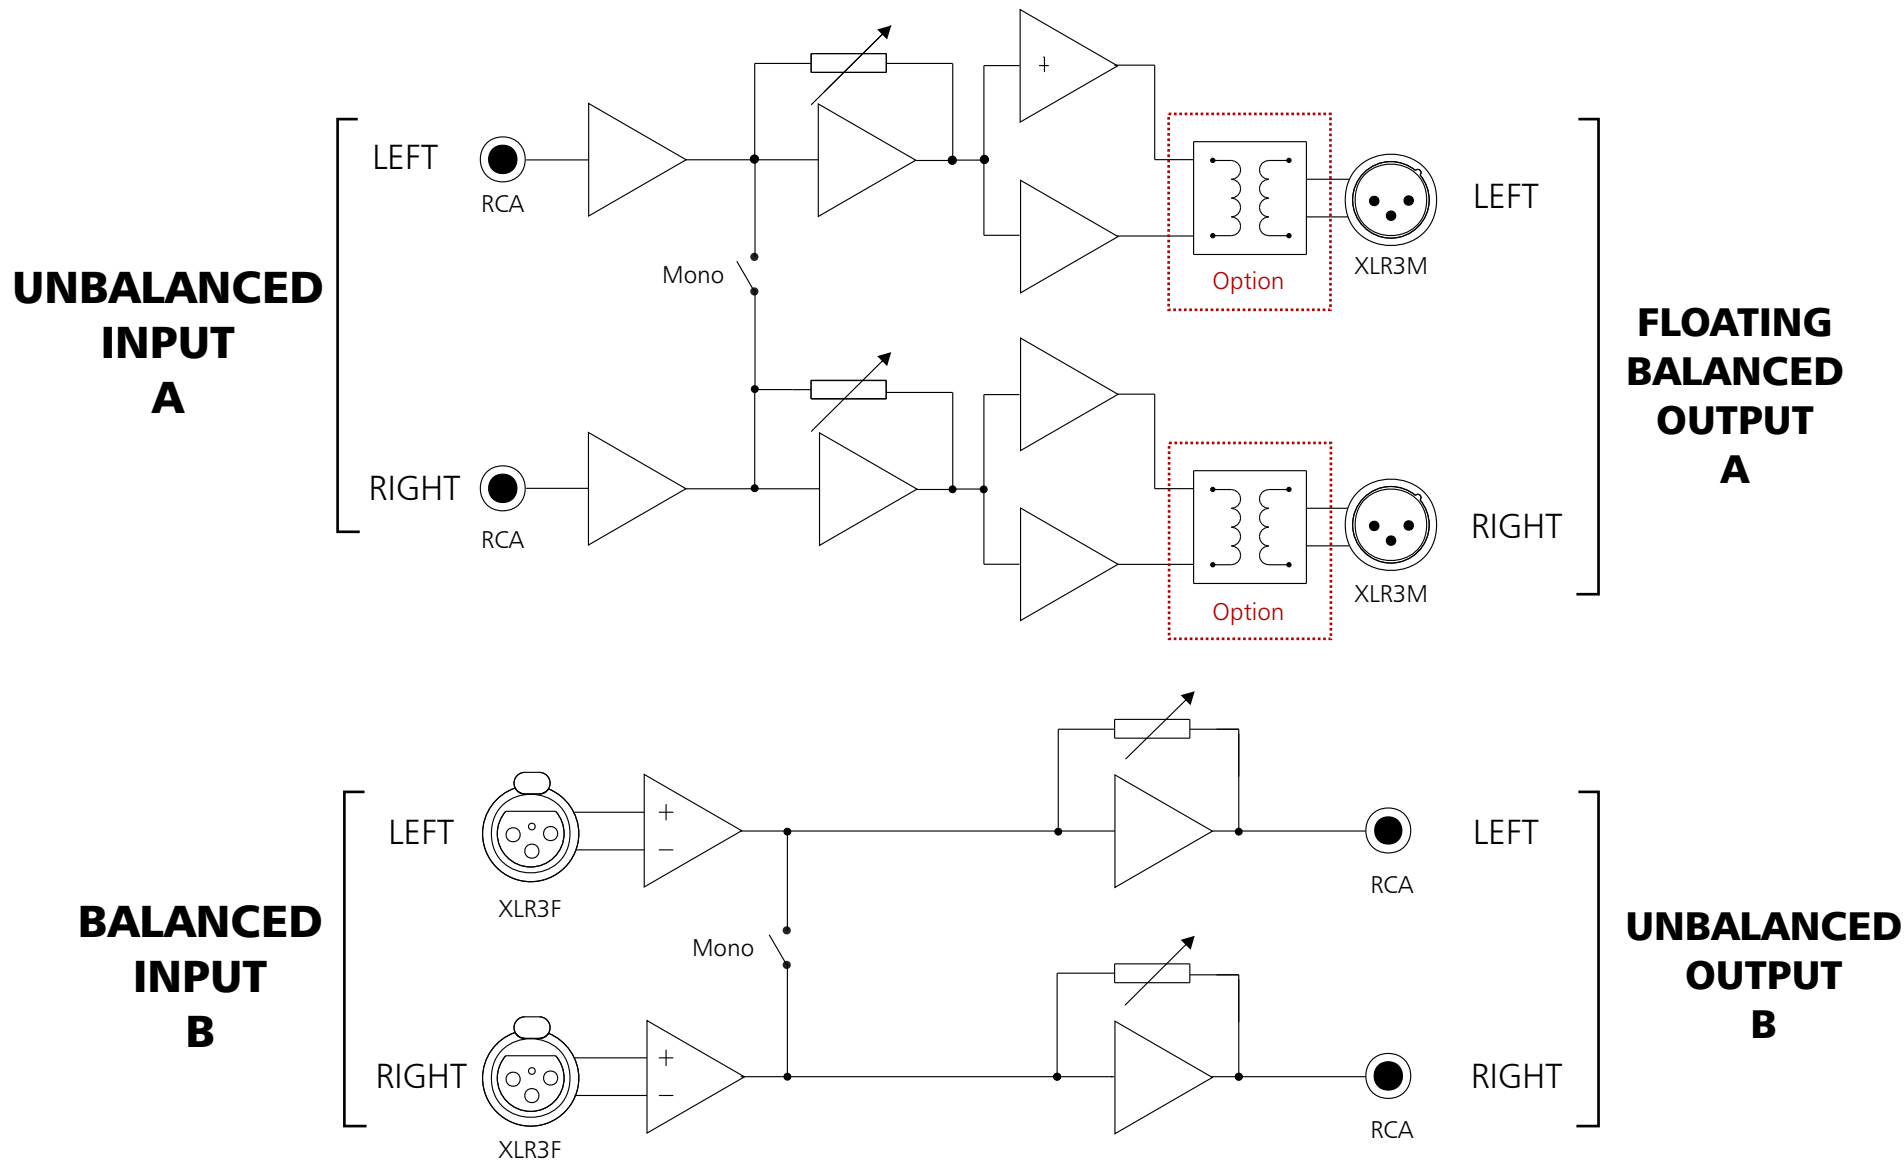 UNBALANCED
INPUT
A
LEFT
RCA
+
Mono
Option
XLR3M
LEFT
RIGHT
RCA
Option
XLR3M
RIGHT
FLOATING
BALANCED
OUTPUT
A
BALANCED
INPUT
B
LEFT
XLR3F
+
−
Mono
RCA
LEFT
RIGHT
XLR3F
+
−
RCA
RIGHT
UNBALANCED
OUTPUT
B